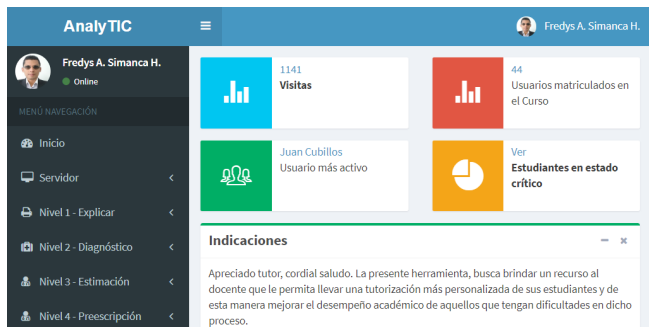 AnalyTIC
Fredys A. Simanca H.
Fredys A. Simanca H.
Online
MENÚ NAVEGACIÓN
Inicio
Servidor
Nivel 1 - Explicar
Nivel 2 - Diagnóstico
Nivel 3 - Estimación
Nivel 4 - Preescripción
1141
Visitas
44
Usuarios matriculados en
el Curso
Juan Cubillos
Usuario más activo
Ver
Estudiantes en estado
crítico
Indicaciones
Apreciado tutor, cordial saludo. La presente herramienta, busca brindar un recurso al
docente que le permita llevar una tutorización más personalizada de sus estudiantes y de
esta manera mejorar el desempeño académico de aquellos que tengan dificultades en dicho
proceso.